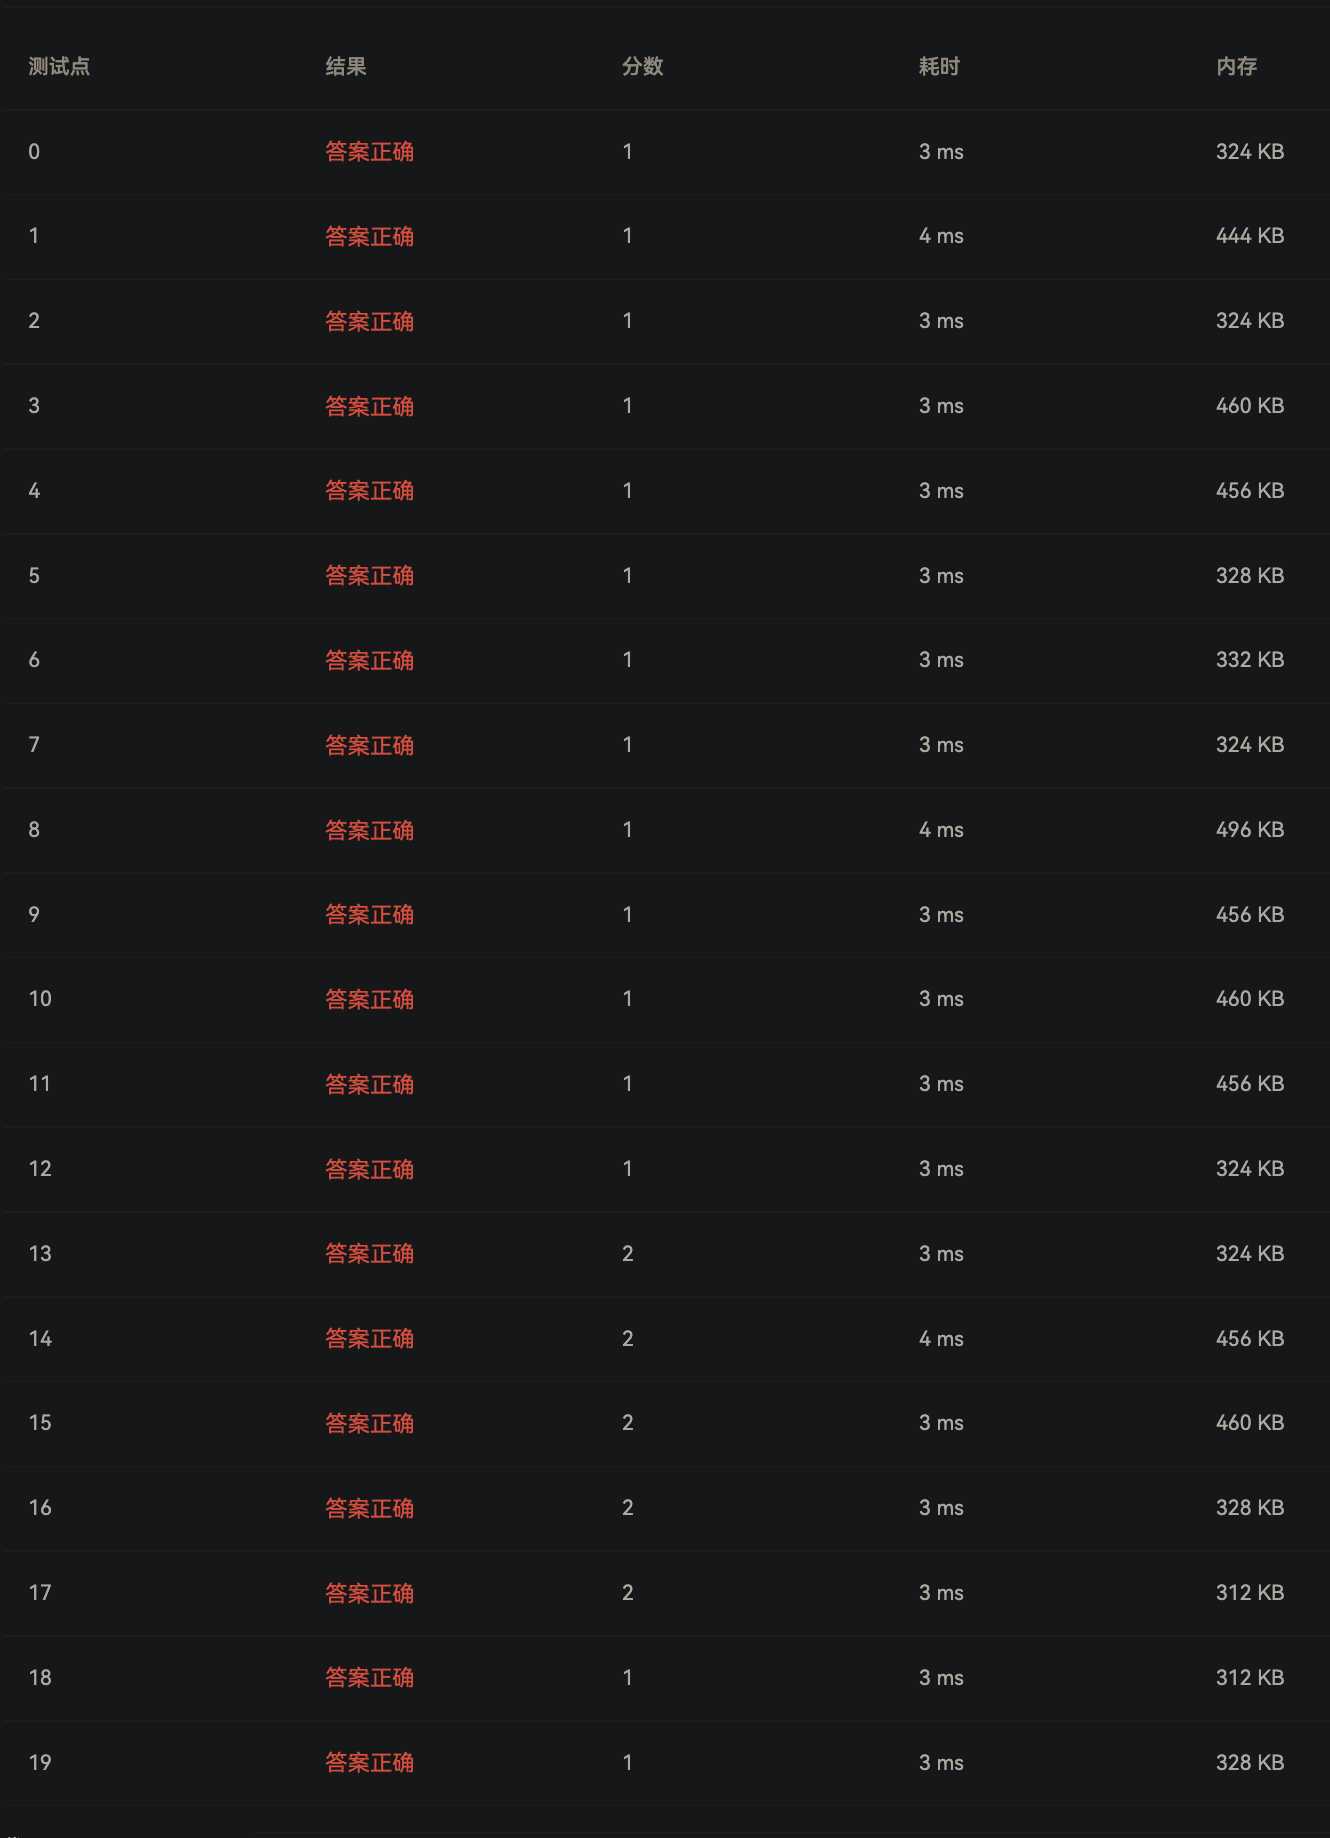 测试点 结果 分数 耗时 内存
0 答案正确 1 3 ms 324 KB
1 答案正确 1 4 ms 444 KB
2 答案正确 1 3 ms 324 KB
3 答案正确 1 3 ms 460 KB
4 答案正确 1 3 ms 456 KB
5 答案正确 1 3 ms 328 KB
6 答案正确 1 3 ms 332 KB
7 答案正确 1 3 ms 324 KB
8 答案正确 1 4 ms 496 KB
9 答案正确 1 3 ms 456 KB
10 答案正确 1 3 ms 460 KB
11 答案正确 1 3 ms 456 KB
12 答案正确 1 3 ms 324 KB
13 答案正确 2 3 ms 324 KB
14 答案正确 2 4 ms 456 KB
15 答案正确 2 3 ms 460 KB
16 答案正确 2 3 ms 328 KB
17 答案正确 2 3 ms 312 KB
18 答案正确 1 3 ms 312 KB
19 答案正确 1 3 ms 328 KB